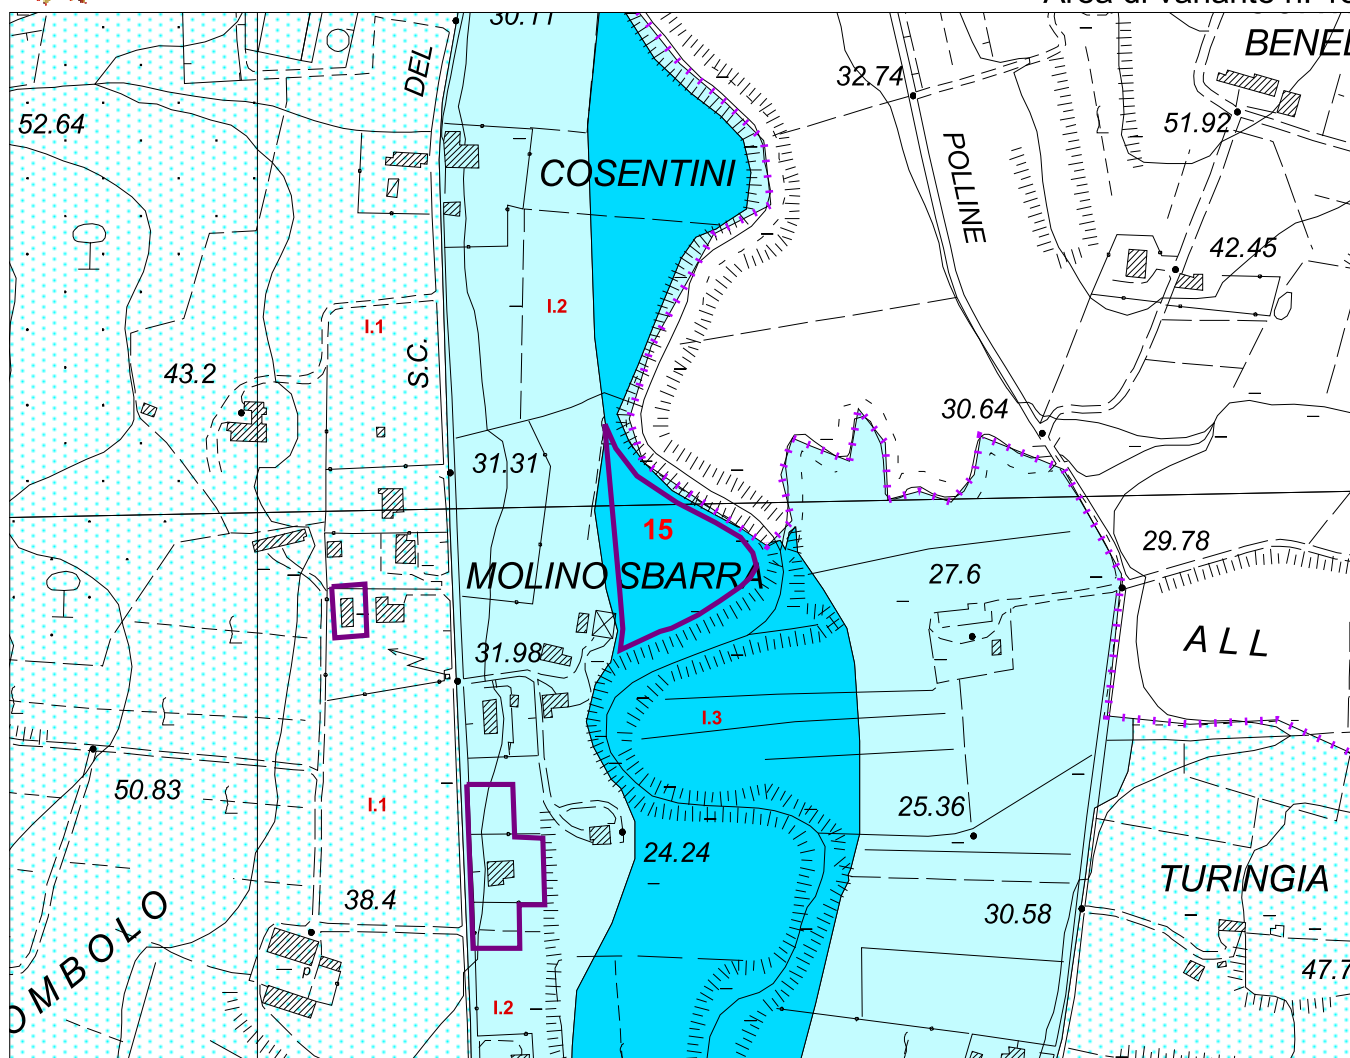 Area di variante n.
30.11
BENE
DEL
32.74
52.64
51.92
COSENTINI
POLLINE
42.45
I.2
I.1
S.C.
43.2
30.64
31.31
15
29.78
MOLINO SBARRA
27.6
ALL
31.98
I.3
50.83
I.1
25.36
24.24
TURINGIA
38.4
30.58
OMBOLO
p
47.7
I.2